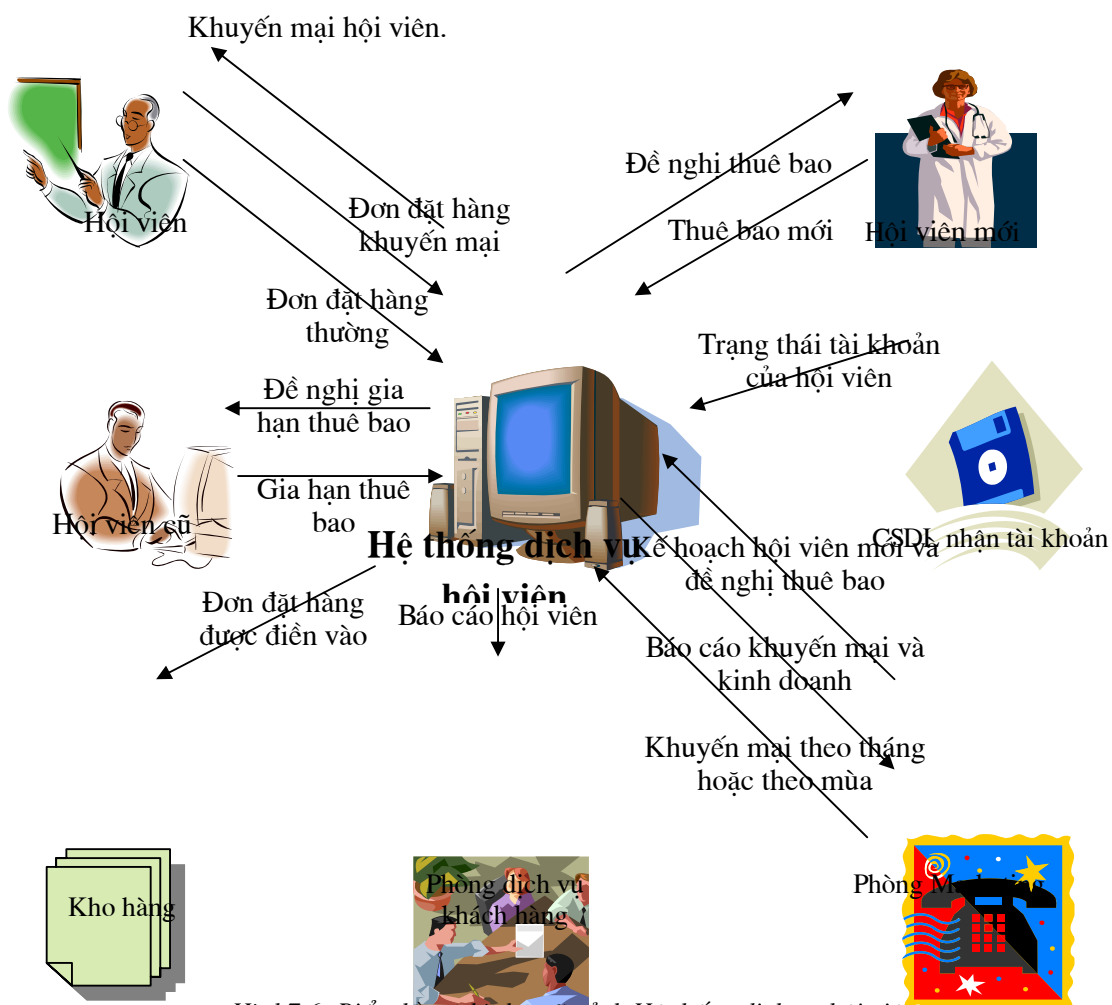 Khuyến mại hội viên.
Hội viên
Đơn đặt hàng
khuyến mại
Đề nghị thuê bao
Thuê bao mới
Hội viên mới
Đơn đặt hàng
thường
Trạng thái tài khoản
của hội viên
Đề nghị gia
hạn thuê bao
Gia hạn thuê
bao
Hội viên cũ
Hệ thống dịch vụ
hội viên
CSDL nhận tài khoản
Kế hoạch hội viên mới và
đề nghị thuê bao
Đơn đặt hàng
được điền vào
Báo cáo hội viên
Báo cáo khuyến mại và
kinh doanh
Khuyến mại theo tháng
hoặc theo mùa
Kho hàng
Phòng dịch vụ
khách hàng
Phòng Marketing